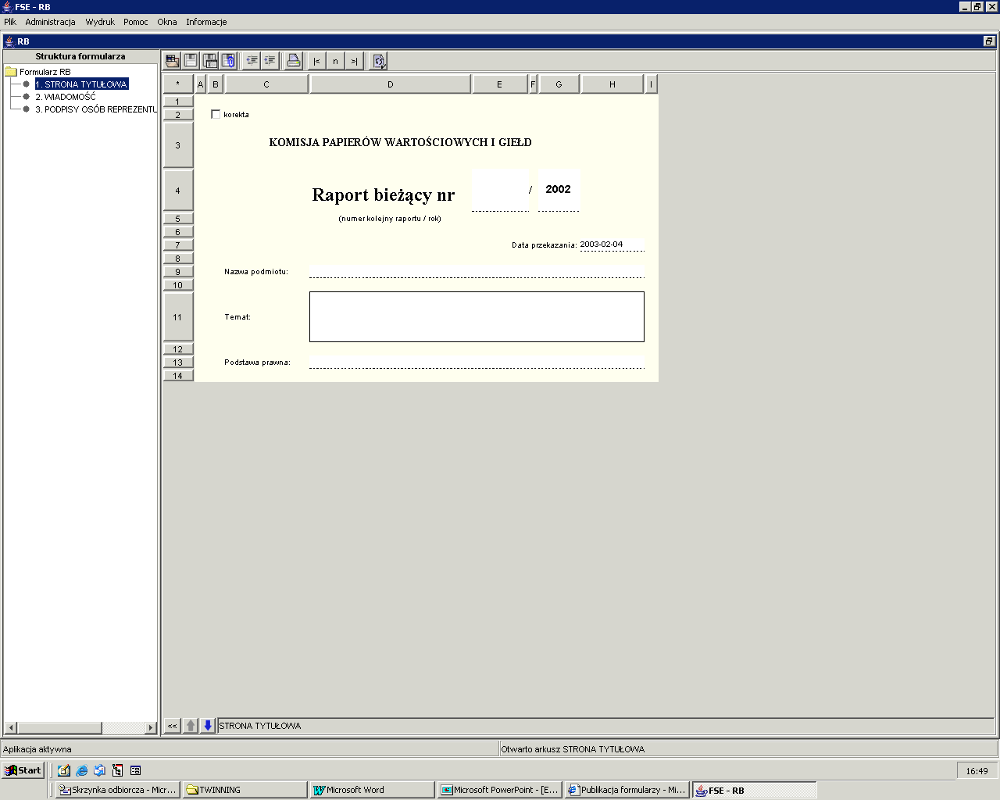 FSE - RB
Plik Administracja Wydruk Pomoc Okna Informacje
RB
Struktura formularza
Formularz RB
1. STRONA TYTUŁOWA
2. WIADOMOŚĆ
3. PODPISY OSÓB REPREZENTU
|< n >|
* A B C D E F G H I
1
2
korekta
3
KOMISJA PAPIERÓW WARTOŚCIOWYCH I GIEŁD
4
Raport bieżący nr / 2002
5
(numer kolejny raportu / rok)
6
7
Data przekazania: 2003-02-04
8
9
Nazwa podmiotu:
10
11
Temat:
12
13
Podstawa prawna:
14
<< STRONA TYTUŁOWA
Aplikacja aktywna
Otwarto arkusz STRONA TYTUŁOWA
Start
16:49
Skrzynka odbiorcza - Micr...
TWINNING
Microsoft Word
Microsoft PowerPoint - [E...
Publikacja formularzy - Mi...
FSE - RB